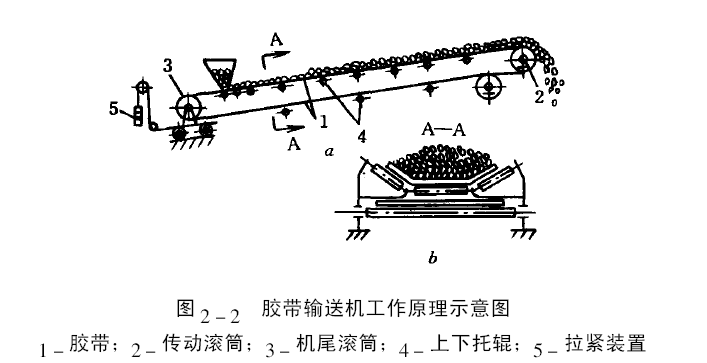 A
3
5
1
4
2
A
a
A—A
b
图2-2 胶带输送机工作原理示意图
1-胶带；2-传动滚筒；3-机尾滚筒；4-上下托辊；5-拉紧装置